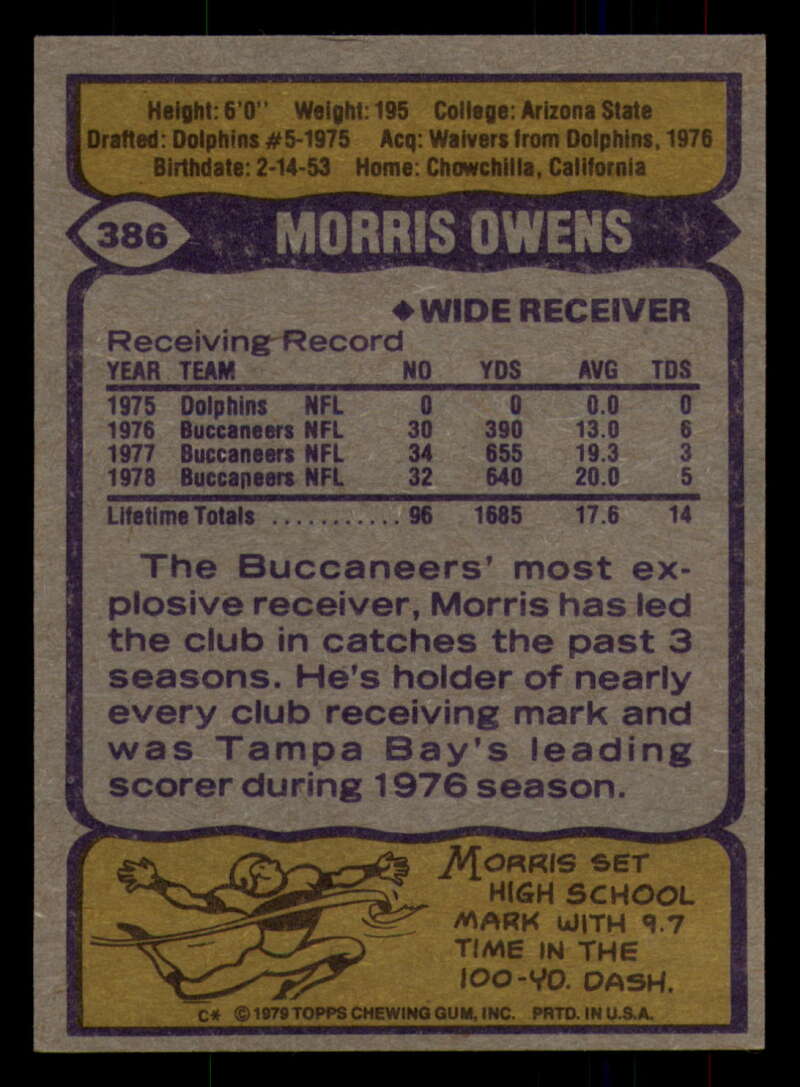 Height: 6'0" Weight: 195 College: Arizona State
Drafted: Dolphins #5-1975 Acq: Waivers from Dolphins, 1976
Birthdate: 2-14-53 Home: Chowchilla, California
386 MORRIS OWENS
◆WIDE RECEIVER
Receiving Record
YEAR TEAM NO YDS AVG TDS
1975 Dolphins NFL 0 0 0.0 0
1976 Buccaneers NFL 30 390 13.0 6
1977 Buccaneers NFL 34 655 19.3 3
1978 Buccaneers NFL 32 640 20.0 5
Lifetime Totals ........... 96 1685 17.6 14
The Buccaneers' most ex-
plosive receiver, Morris has led
the club in catches the past 3
seasons. He's holder of nearly
every club receiving mark and
was Tampa Bay's leading
scorer during 1976 season.
MORRIS SET
HIGH SCHOOL
MARK WITH 9.7
TIME IN THE
100-YD. DASH.
C* © 1979 TOPPS CHEWING GUM, INC. PRTD. IN U.S.A.